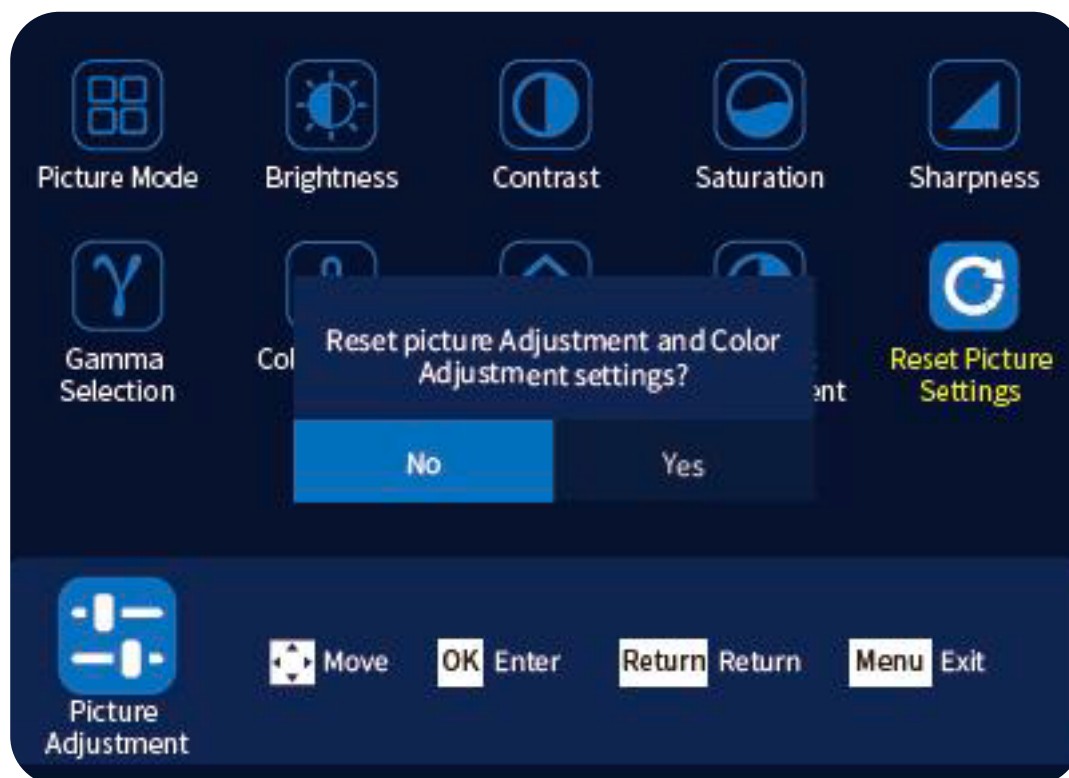 Picture Mode
Brightness
Contrast
Saturation
Sharpness
γ
Gamma
Selection
Reset Picture
Settings
Reset picture Adjustment and Color
Adjustment settings?
No
Yes
Picture
Adjustment
Move
OK Enter
Return Return
Menu Exit